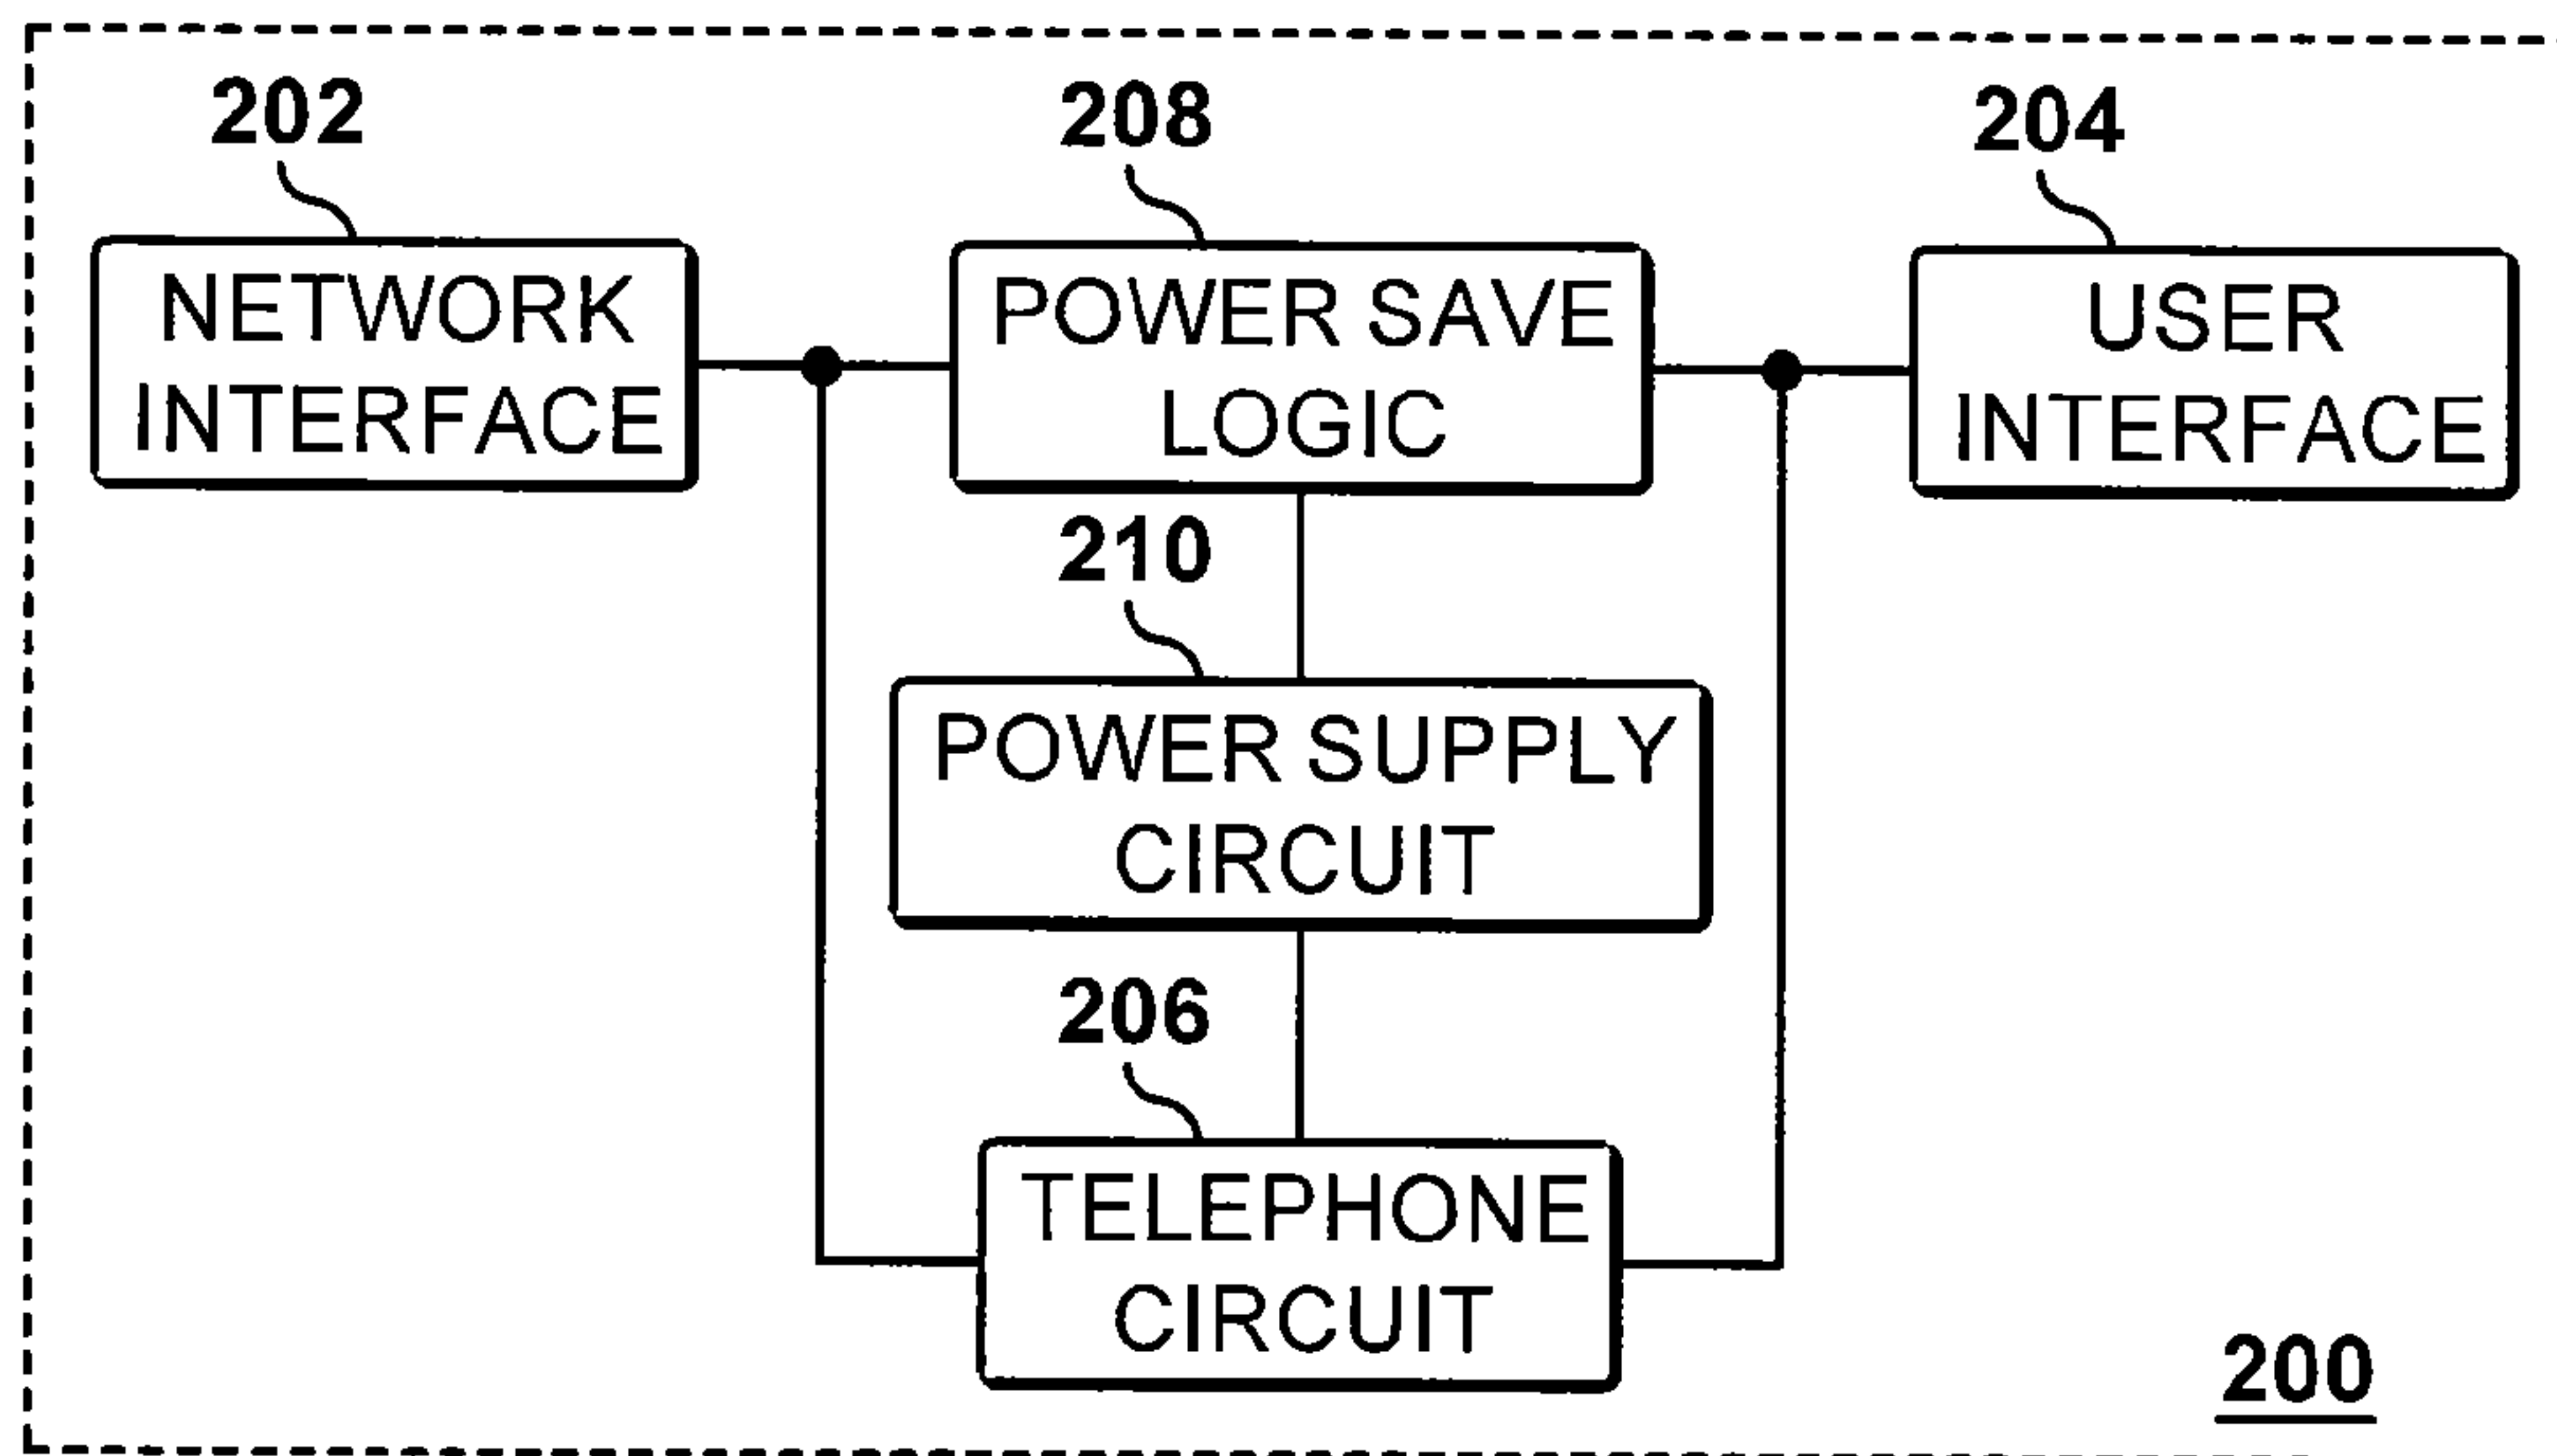 202
208
204
NETWORK
INTERFACE
POWER SAVE
LOGIC
USER
INTERFACE
210
POWER SUPPLY
CIRCUIT
206
TELEPHONE
CIRCUIT
200